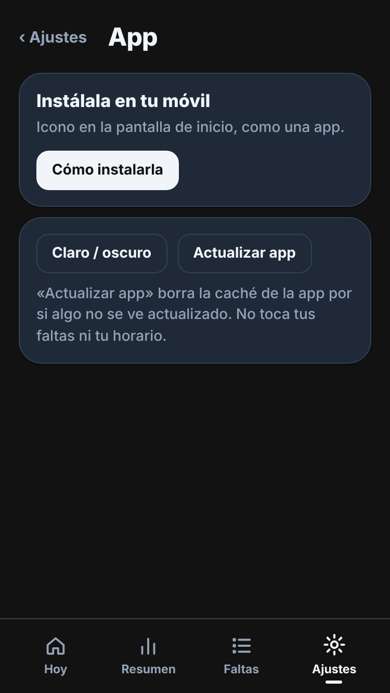 ‹ Ajustes App
Instálala en tu móvil
Icono en la pantalla de inicio, como una app.
Cómo instalarla
Claro / oscuro Actualizar app
«Actualizar app» borra la caché de la app por
si algo no se ve actualizado. No toca tus
faltas ni tu horario.
Hoy Resumen Faltas Ajustes